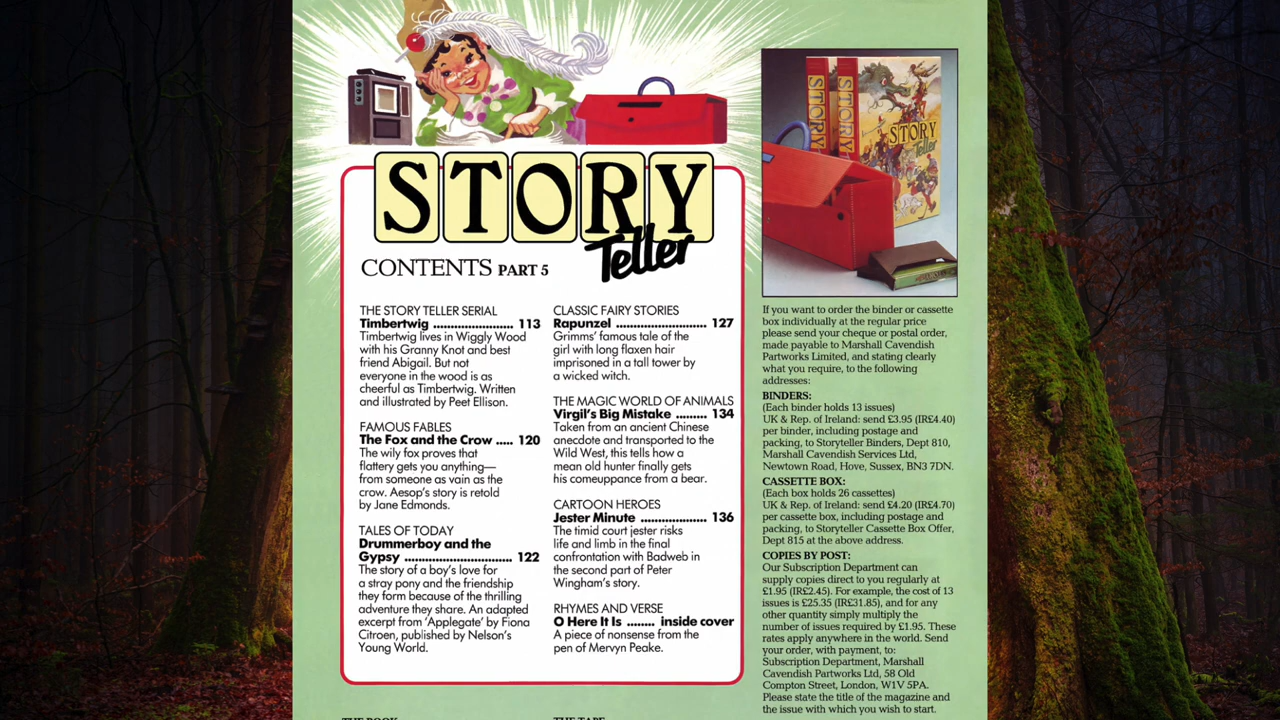 STORY
Teller
CONTENTS PART 5
THE STORY TELLER SERIAL
Timbertwig ........................ 113
Timbertwig lives in Wiggly Wood
with his Granny Knot and best
friend Abigail. But not
everyone in the wood is as
cheerful as Timbertwig. Written
and illustrated by Peet Ellison.
FAMOUS FABLES
The Fox and the Crow ..... 120
The wily fox proves that
flattery gets you anything—
from someone as vain as the
crow. Aesop's story is retold
by Jane Edmonds.
TALES OF TODAY
Drummerboy and the
Gypsy ................................ 122
The story of a boy's love for
a stray pony and the friendship
they form because of the thrilling
adventure they share. An adapted
excerpt from 'Applegate' by Fiona
Citroen, published by Nelson's
Young World.
CLASSIC FAIRY STORIES
Rapunzel ........................... 127
Grimms' famous tale of the
girl with long flaxen hair
imprisoned in a tall tower by
a wicked witch.
THE MAGIC WORLD OF ANIMALS
Virgil's Big Mistake ......... 134
Taken from an ancient Chinese
anecdote and transported to the
Wild West, this tells how a
mean old hunter finally gets
his comeuppance from a bear.
CARTOON HEROES
Jester Minute .................... 136
The timid court jester risks
life and limb in the final
confrontation with Badweb in
the second part of Peter
Wingham's story.
RHYMES AND VERSE
O Here It Is ........ inside cover
A piece of nonsense from the
pen of Mervyn Peake.
THE BOOK
THE TAPE
STORY
STORY
STORY
Teller
If you want to order the binder or cassette
box individually at the regular price
please send your cheque or postal order,
made payable to Marshall Cavendish
Partworks Limited, and stating clearly
what you require, to the following
addresses:
BINDERS:
(Each binder holds 13 issues)
UK & Rep. of Ireland: send £3.95 (IR£4.40)
per binder, including postage and
packing, to Storyteller Binders, Dept 810,
Marshall Cavendish Services Ltd,
Newtown Road, Hove, Sussex, BN3 7DN.
CASSETTE BOX:
(Each box holds 26 cassettes)
UK & Rep. of Ireland: send £4.20 (IR£4.70)
per cassette box, including postage and
packing, to Storyteller Cassette Box Offer,
Dept 815 at the above address.
COPIES BY POST:
Our Subscription Department can
supply copies direct to you regularly at
£1.95 (IR£2.45). For example, the cost of 13
issues is £25.35 (IR£31.85), and for any
other quantity simply multiply the
number of issues required by £1.95. These
rates apply anywhere in the world. Send
your order, with payment, to:
Subscription Department, Marshall
Cavendish Partworks Ltd, 58 Old
Compton Street, London, W1V 5PA.
Please state the title of the magazine and
the issue with which you wish to start.